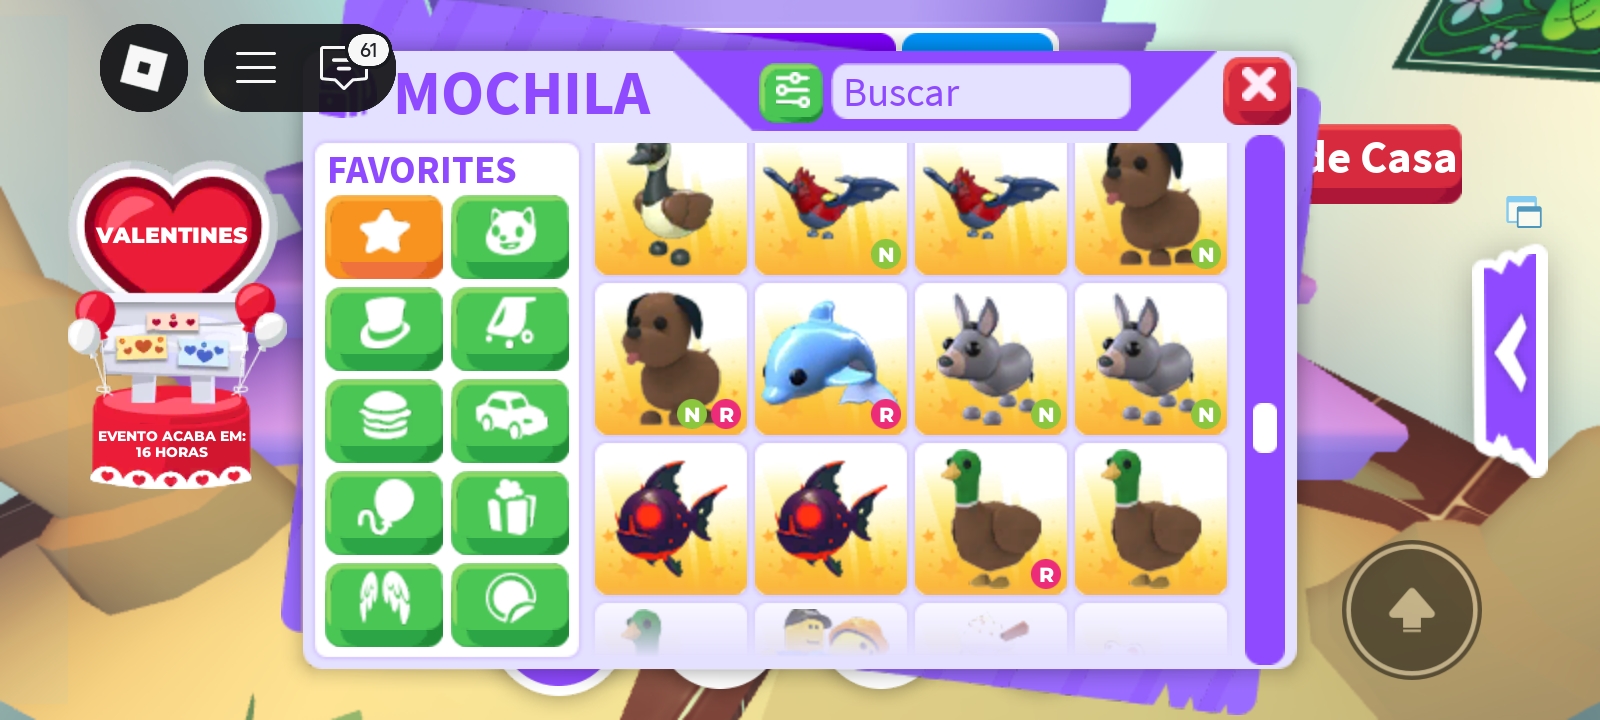 61
MOCHILA
Buscar
de Casa
FAVORITES
VALENTINES
EVENTO ACABA EM:
16 HORAS
N
N
N R
R
N
N
R